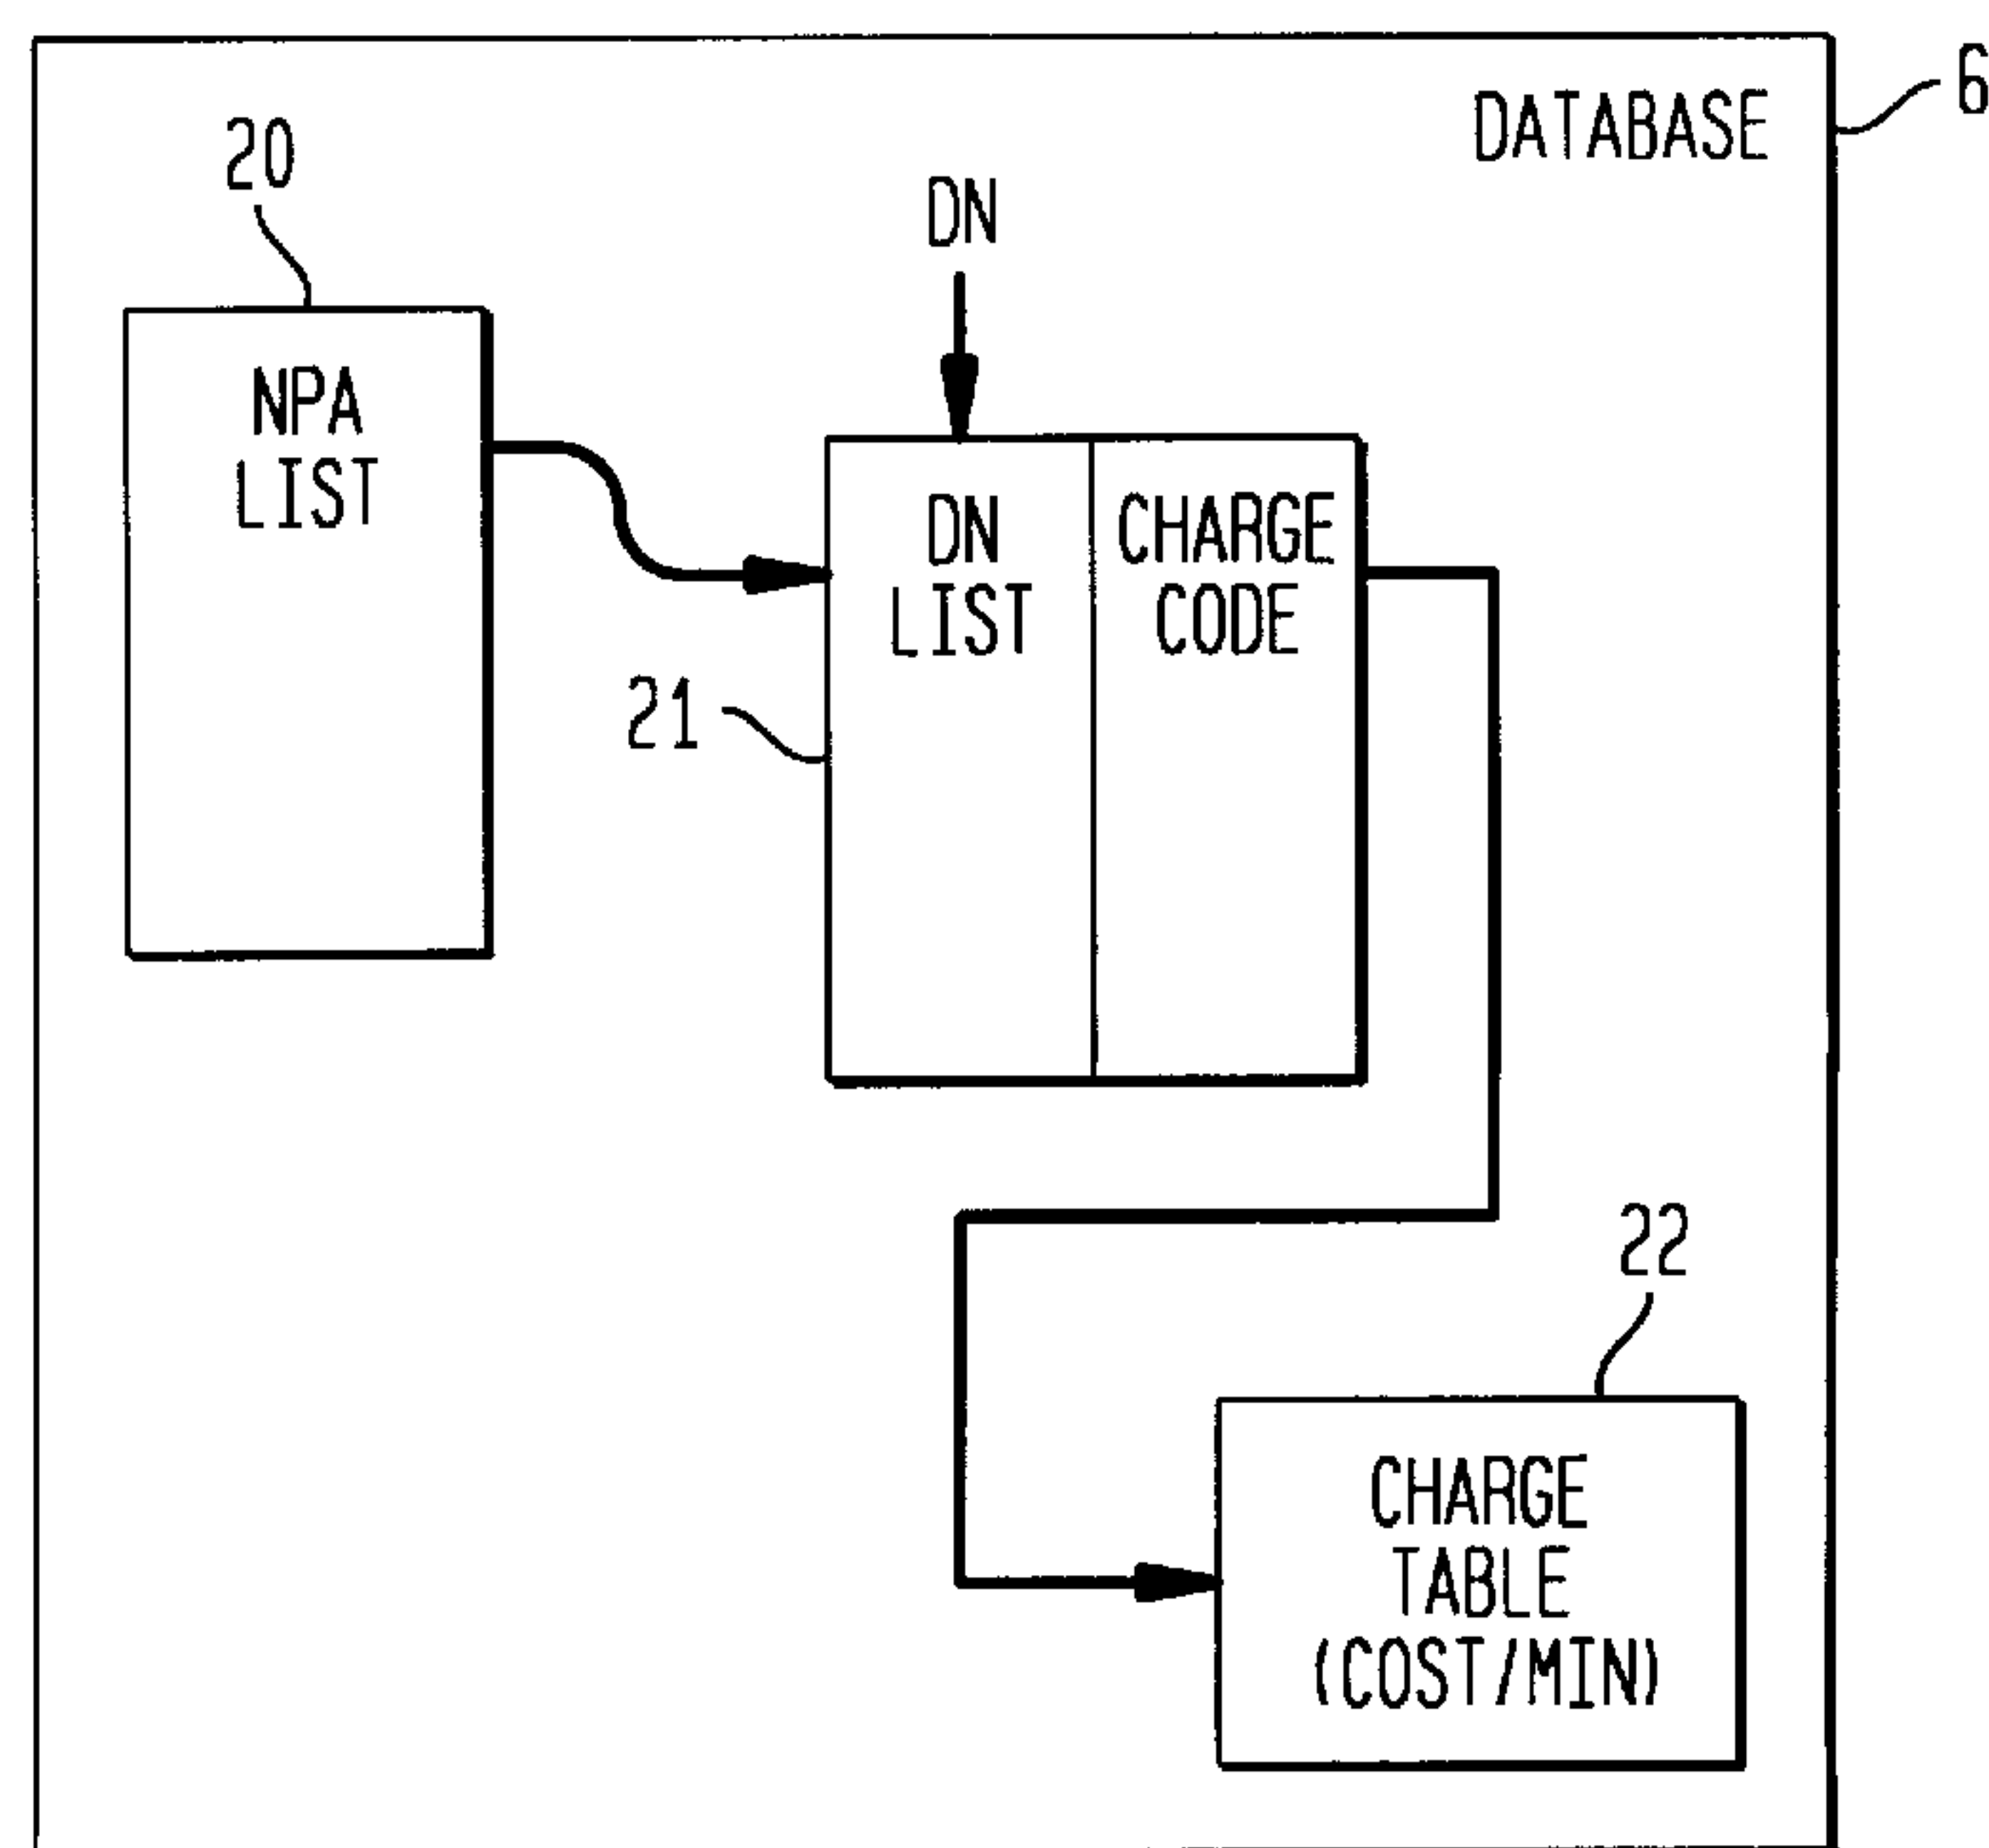 6
DATABASE
20
DN
NPA
LIST
DN
LIST
CHARGE
CODE
21
22
CHARGE
TABLE
(COST/MIN)